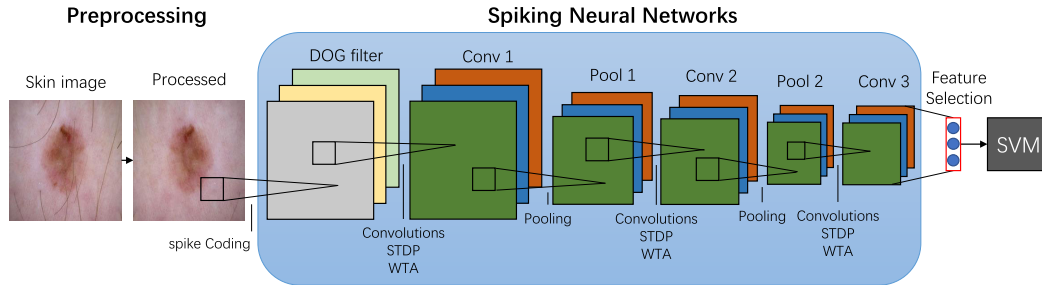 Preprocessing
Spiking Neural Networks
Skin image
Processed
DOG filter
Conv 1
Pool 1
Conv 2
Pool 2
Conv 3
Feature
Selection
SVM
spike Coding
Convolutions
STDP
WTA
Pooling
Convolutions
STDP
WTA
Pooling
Convolutions
STDP
WTA